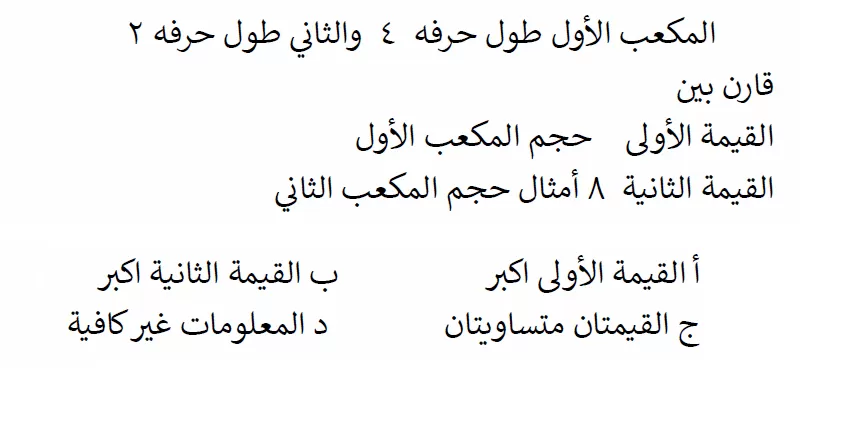 المكعب الأول طول حرفه ٤ والثاني طول حرفه ٢
قارن بين
القيمة الأولى حجم المكعب الأول
القيمة الثانية ٨ أمثال حجم المكعب الثاني
أ القيمة الأولى اكبر ب القيمة الثانية اكبر
ج القيمتان متساويتان د المعلومات غير كافية